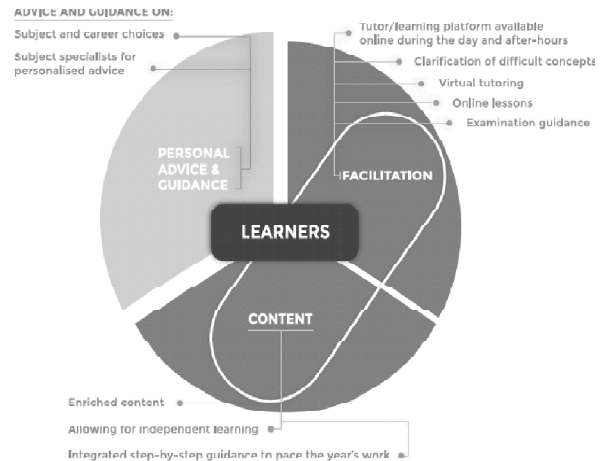 ADVICE AND GUIDANCE ON:
Subject and career choices
Subject specialists for
personalised advice
Tutor/learning platform available
online during the day and after-hours
Clarification of difficult concepts
Virtual tutoring
Online lessons
Examination guidance
PERSONAL
ADVICE &
GUIDANCE
FACILITATION
LEARNERS
CONTENT
Enriched content
Allowing for independent learning
Integrated step-by-step guidance to pace the year's work